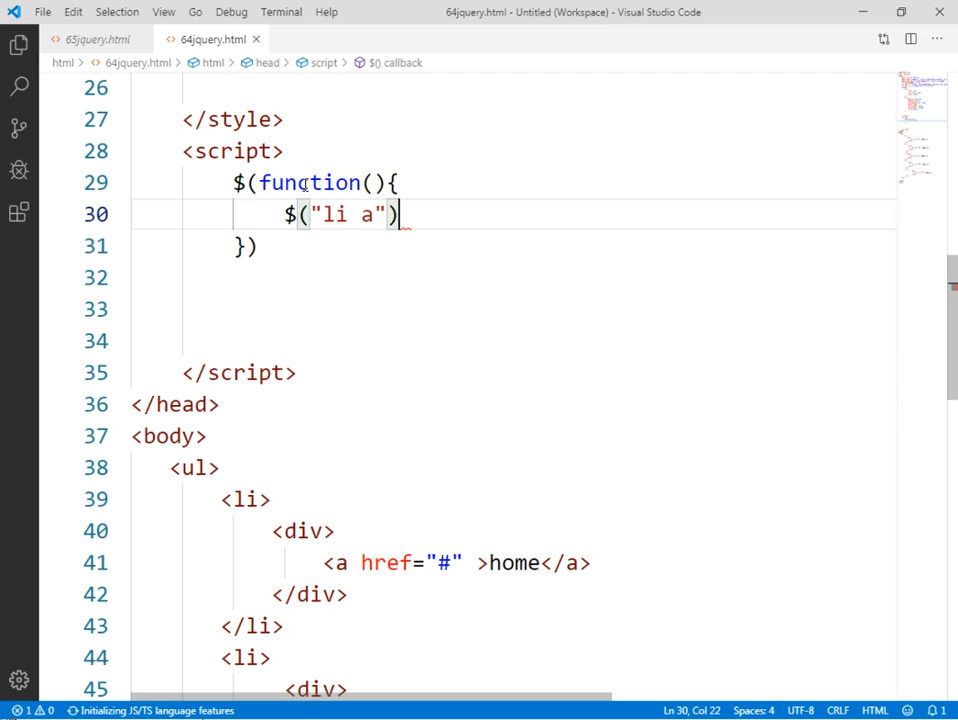 File Edit Selection View Go Debug Terminal Help 64jquery.html - Untitled (Workspace) - Visual Studio Code
65jquery.html 64jquery.html
html > 64jquery.html > html > head > script > $() callback
26
27 </style>
28 <script>
29 $(function(){
30 $("li a")
31 })
32
33
34
35 </script>
36 </head>
37 <body>
38 <ul>
39 <li>
40 <div>
41 <a href="#" >home</a>
42 </div>
43 </li>
44 <li>
45 <div>
1 0 Initializing JS/TS language features Ln 30, Col 22 Spaces: 4 UTF-8 CRLF HTML 1